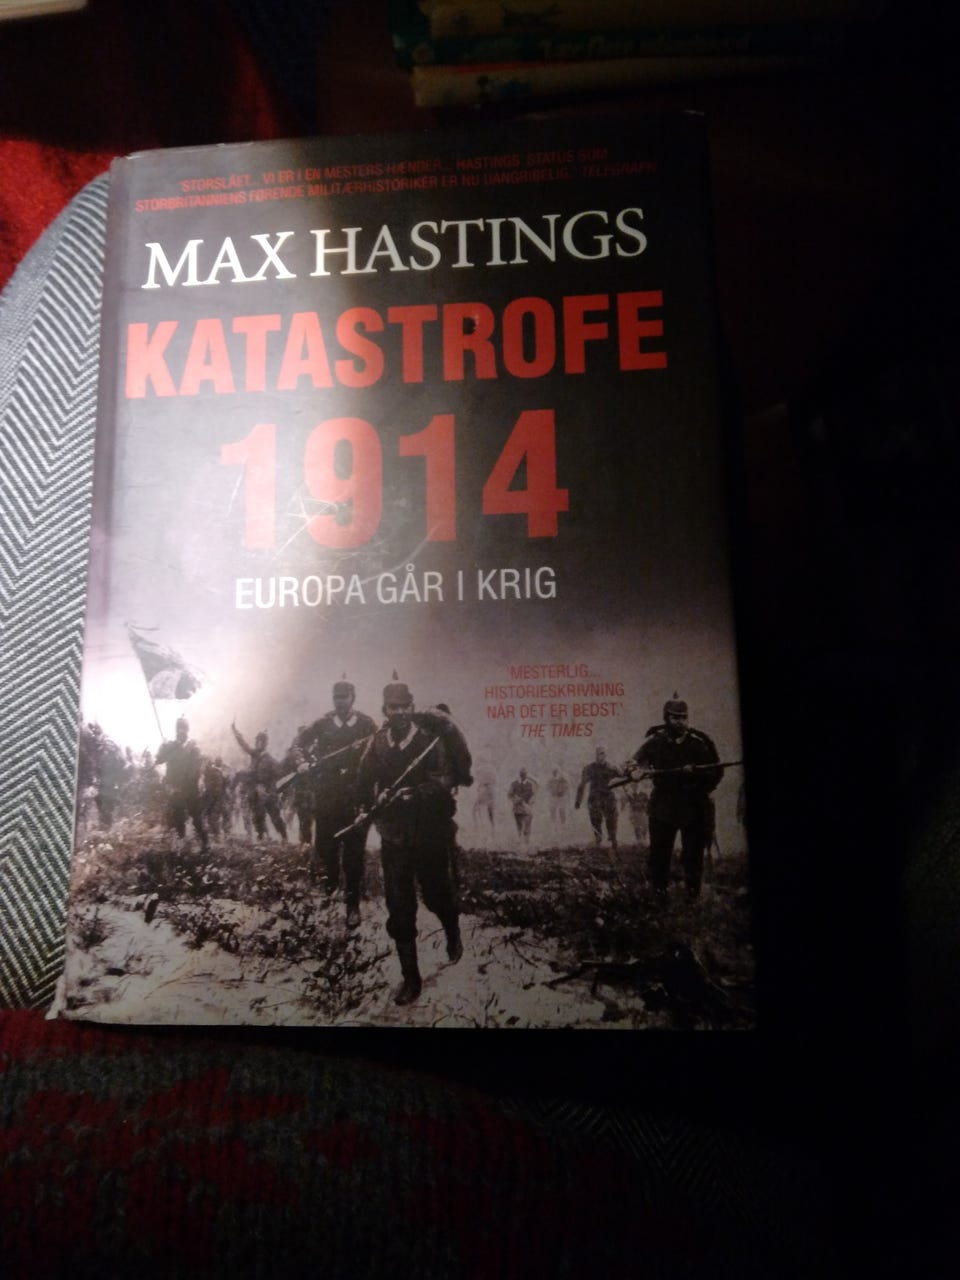 'STORSLÅET... VI ER I EN MESTERS HÆNDER... HASTINGS' STATUS SOM
STORBRITANNIENS FØRENDE MILITÆRHISTORIKER ER NU UANGRIBELIG.' TELEGRAPH
MAX HASTINGS
KATASTROFE
1914
EUROPA GÅR I KRIG
'MESTERLIG...
HISTORIESKRIVNING
NÅR DET ER BEDST.'
THE TIMES